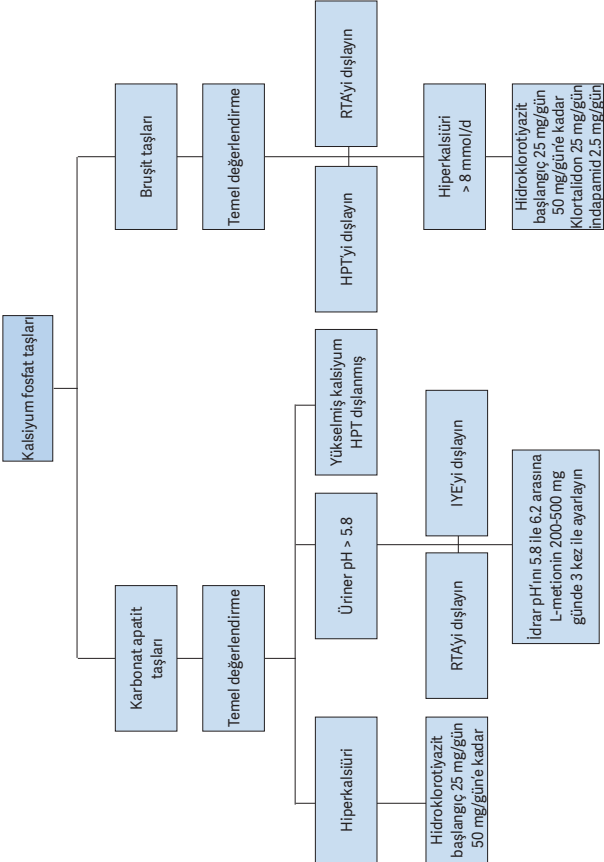 Kalsiyum fosfat taşları
Karbonat apatit
taşları
Bruşit taşları
Temel değerlendirme
Temel değerlendirme
Hiperkalsiüri
Üriner pH > 5.8
Yükselmiş kalsiyum
HPT dışlanmış
HPT'yi dışlayın
RTA'yi dışlayın
Hidroklorotiyazit
başlangıç 25 mg/gün
50 mg/gün'e kadar
RTA'yi dışlayın
IYE'yi dışlayın
Hiperkalsiüri
> 8 mmol/d
İdrar pH'ını 5.8 ile 6.2 arasına
L-metionin 200-500 mg
günde 3 kez ile ayarlayın
Hidroklorotiyazit
başlangıç 25 mg/gün
50 mg/gün'e kadar
Klortalidon 25 mg/gün
indapamid 2.5 mg/gün